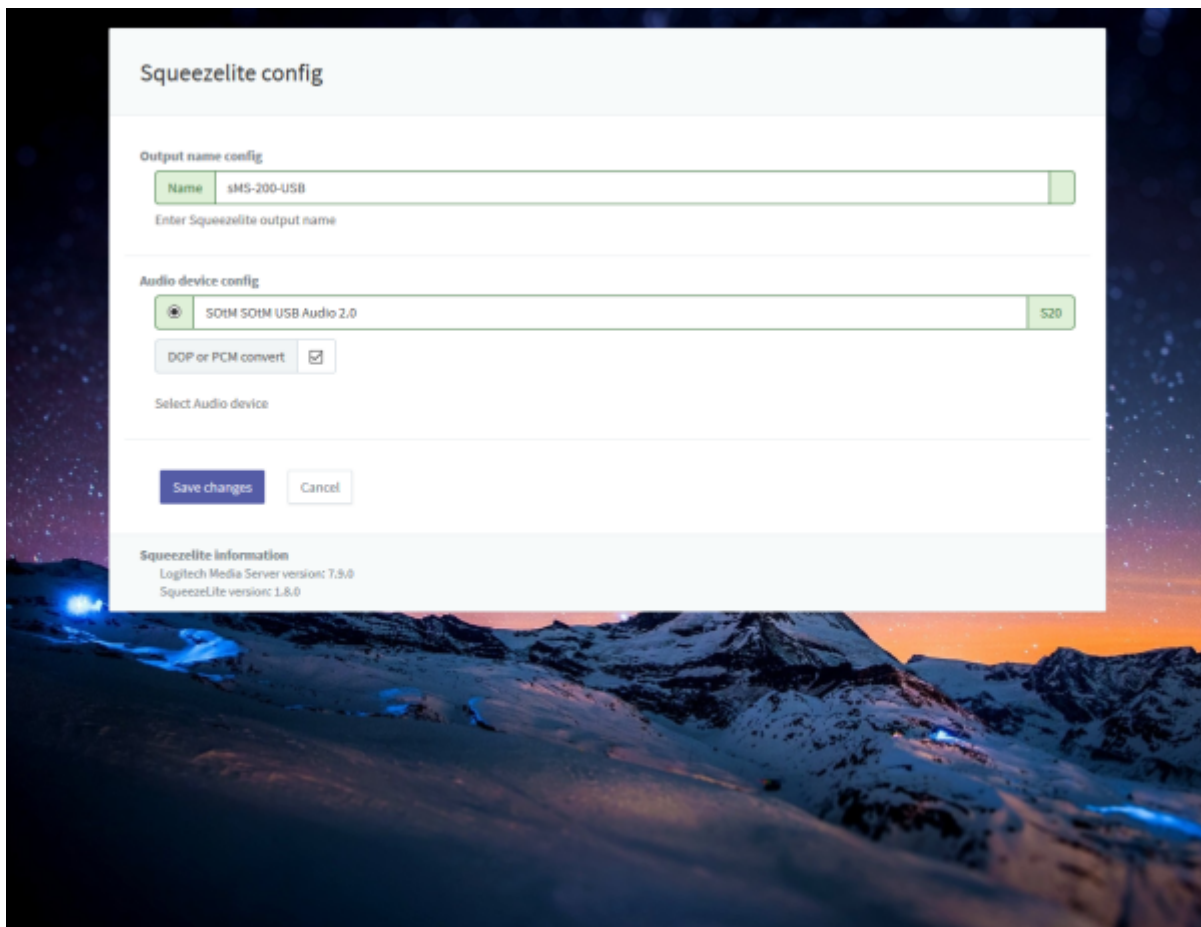 Squeezelite config
Output name config
Name sMS-200-USB
Enter Squeezelite output name
Audio device config
SOtM SOtM USB Audio 2.0 S20
DOP or PCM convert
Select Audio device
Save changes Cancel
Squeezelite information
Logitech Media Server version: 7.9.0
SqueezeLite version: 1.8.0